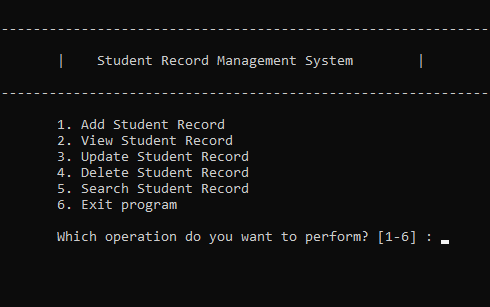 -------------------------------------------------------------
| Student Record Management System |
-------------------------------------------------------------
1. Add Student Record
2. View Student Record
3. Update Student Record
4. Delete Student Record
5. Search Student Record
6. Exit program
Which operation do you want to perform? [1-6] : _